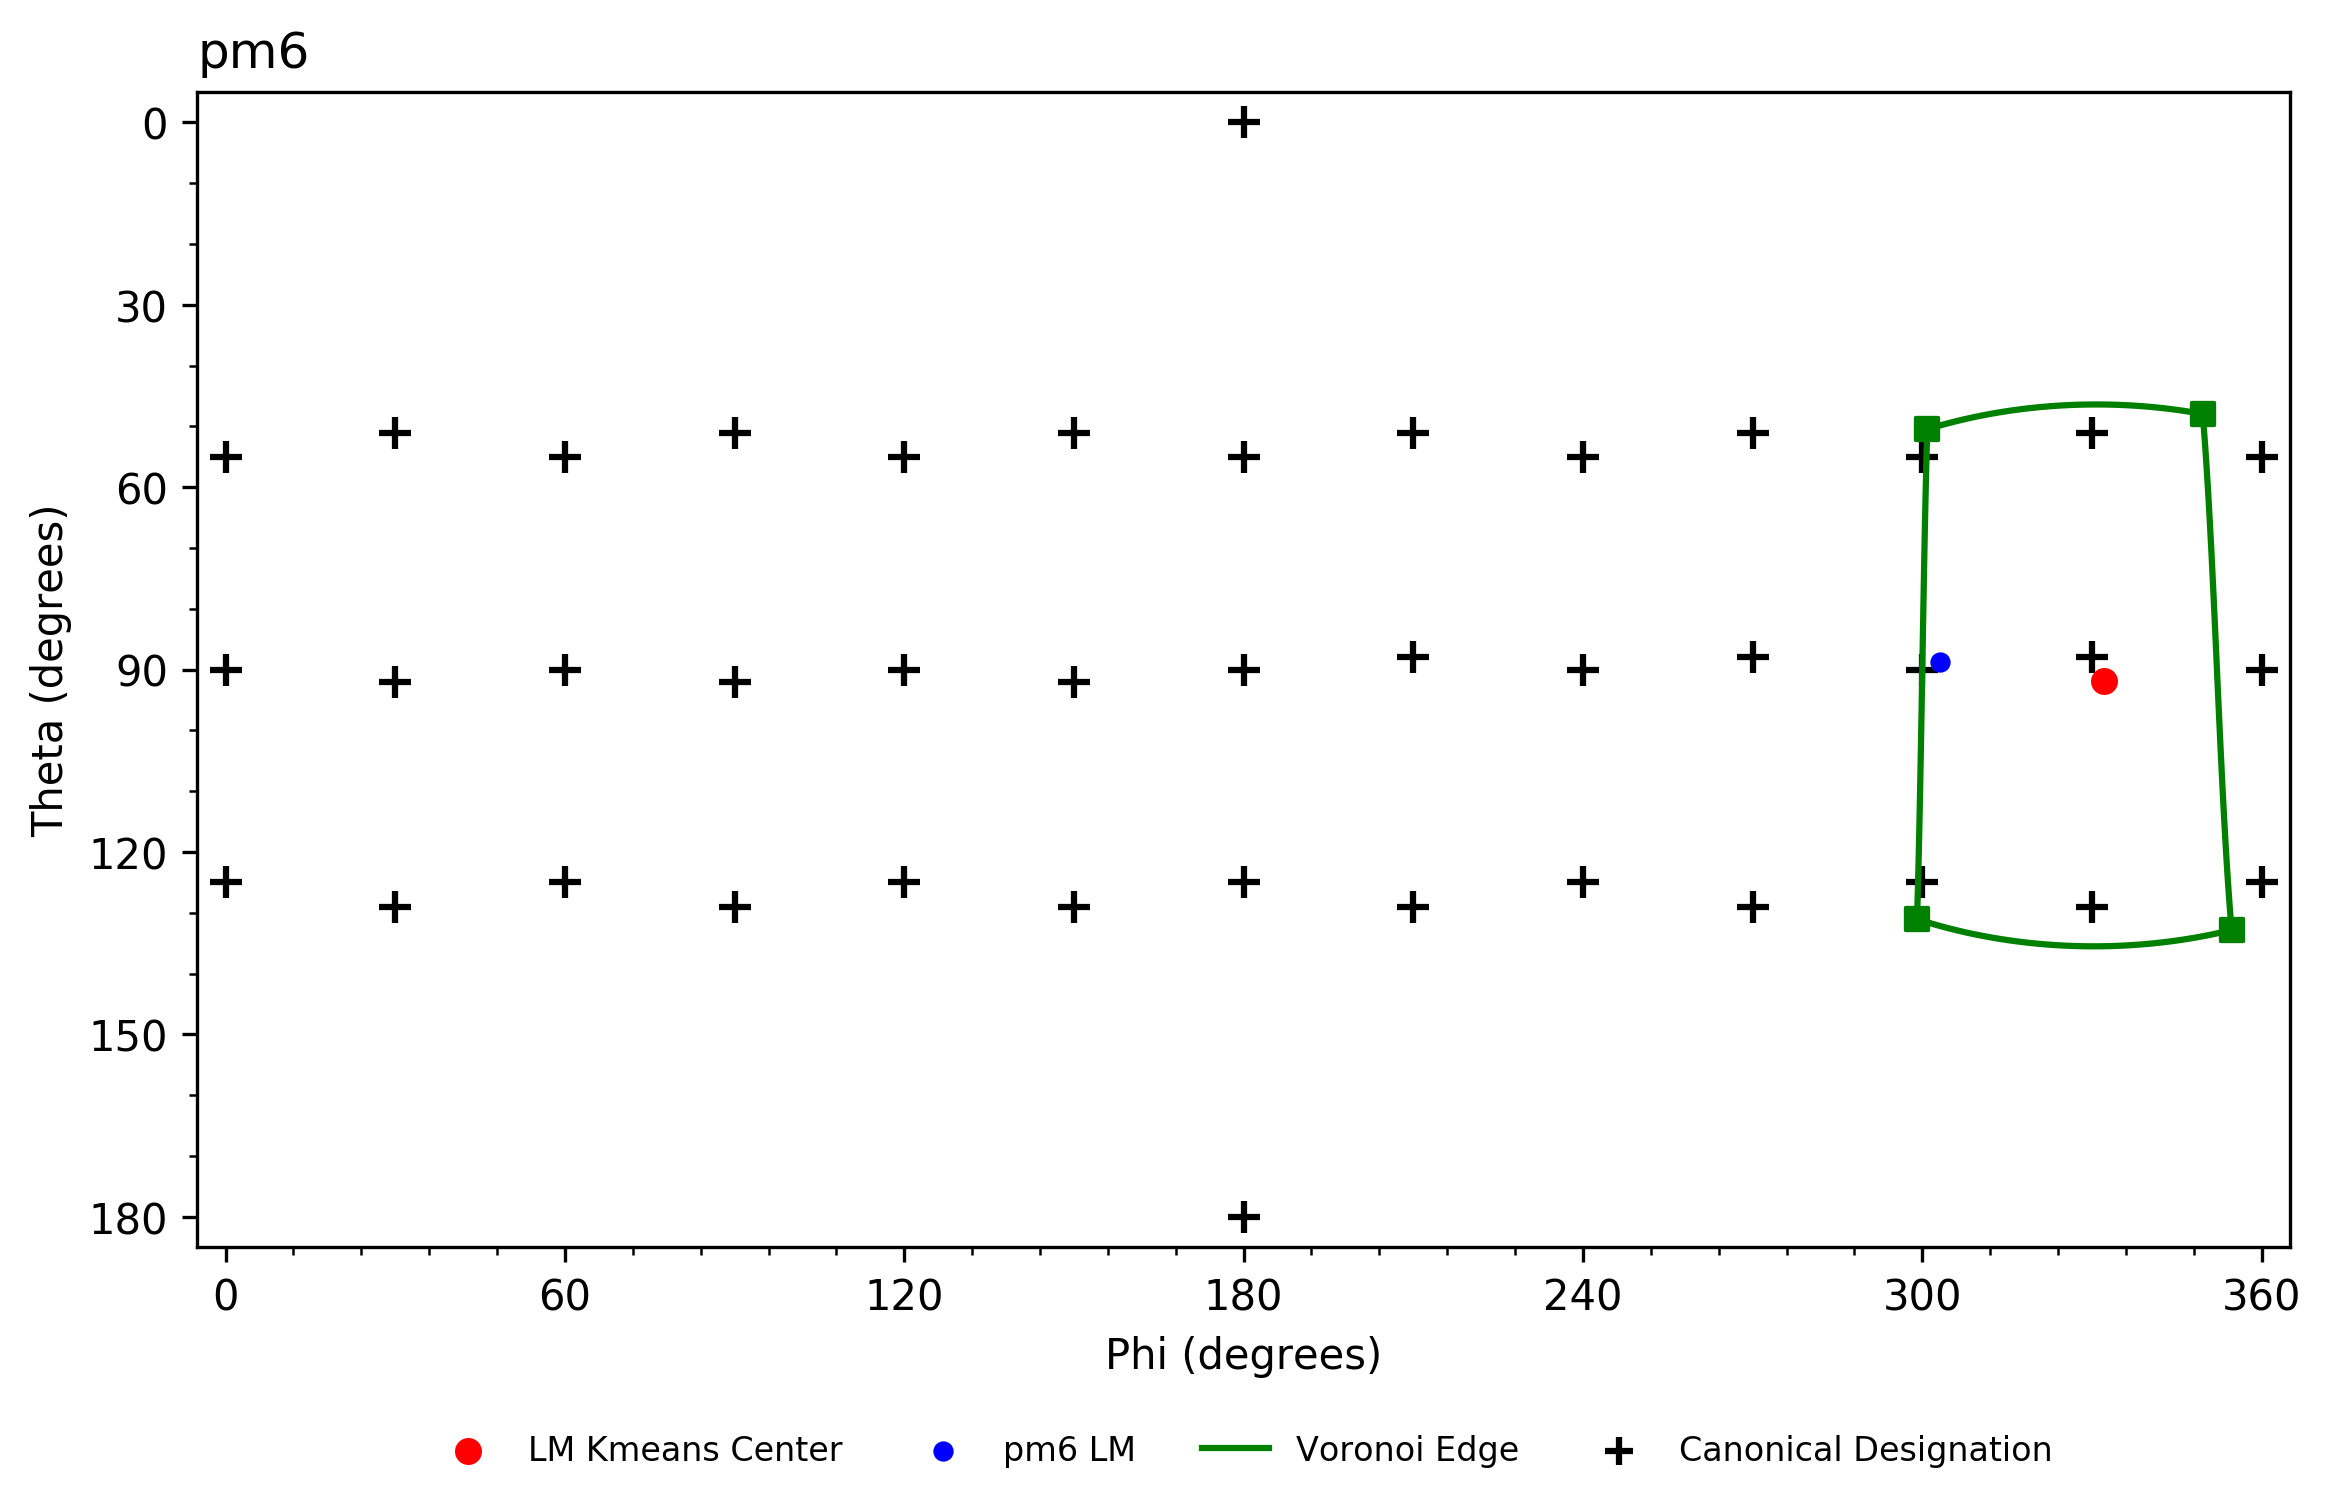 pm6
0
30
60
90
120
150
180
Theta (degrees)
0 60 120 180 240 300 360
Phi (degrees)
LM Kmeans Center pm6 LM Voronoi Edge Canonical Designation